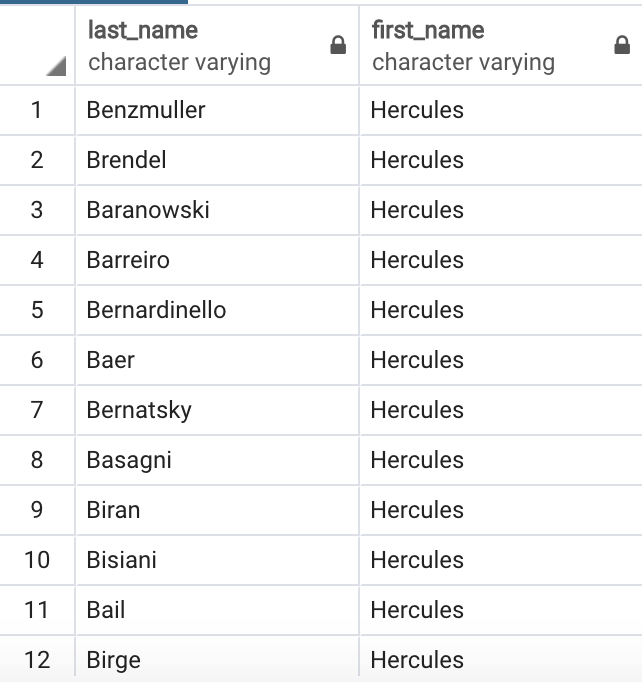 last_name first_name
character varying character varying
1 Benzmuller Hercules
2 Brendel Hercules
3 Baranowski Hercules
4 Barreiro Hercules
5 Bernardinello Hercules
6 Baer Hercules
7 Bernatsky Hercules
8 Basagni Hercules
9 Biran Hercules
10 Bisiani Hercules
11 Bail Hercules
12 Birge Hercules